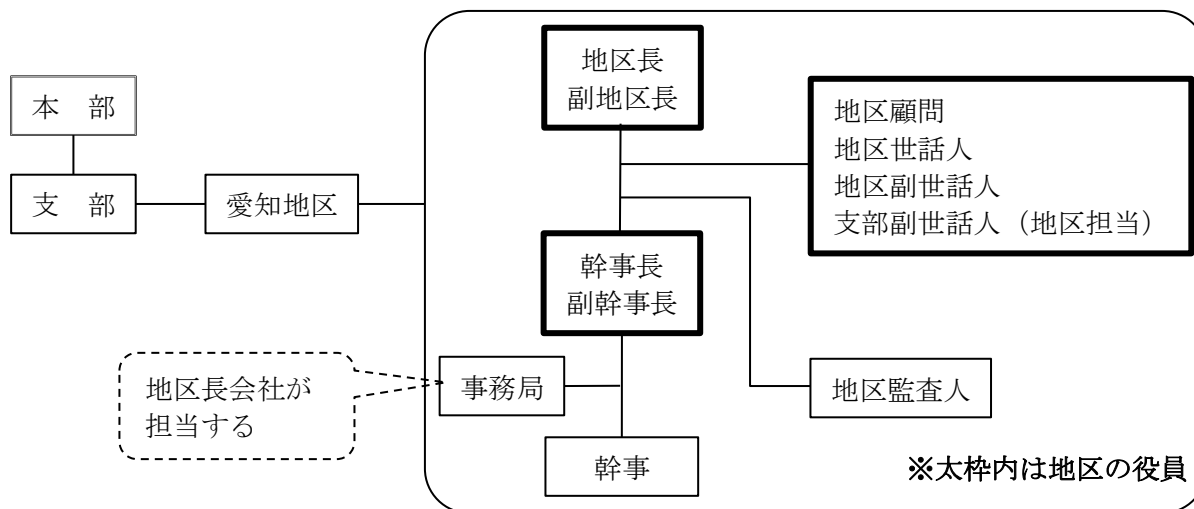 地区長
副地区長
本　部
地区顧問
地区世話人
地区副世話人
支部副世話人（地区担当）
支　部
愛知地区
幹事長
副幹事長
地区長会社が
担当する
事務局
地区監査人
幹事
※太枠内は地区の役員